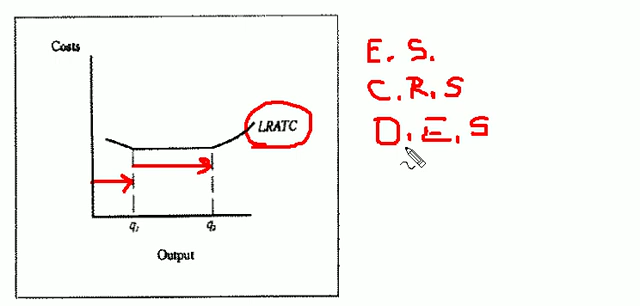 Costs
E. S.
C. R. S
D. E. S
LRATC
q₁ q₂
Output